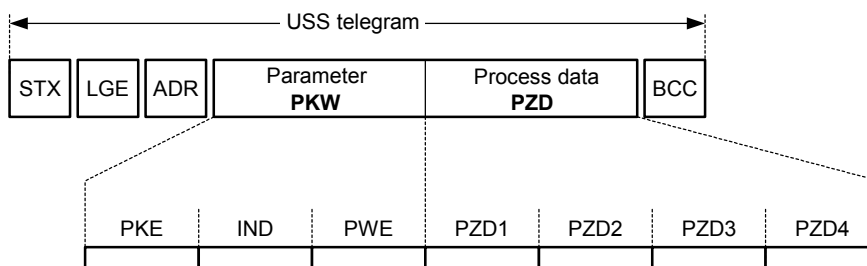 USS telegram
STX LGE ADR Parameter PKW Process data PZD BCC
PKE IND PWE PZD1 PZD2 PZD3 PZD4